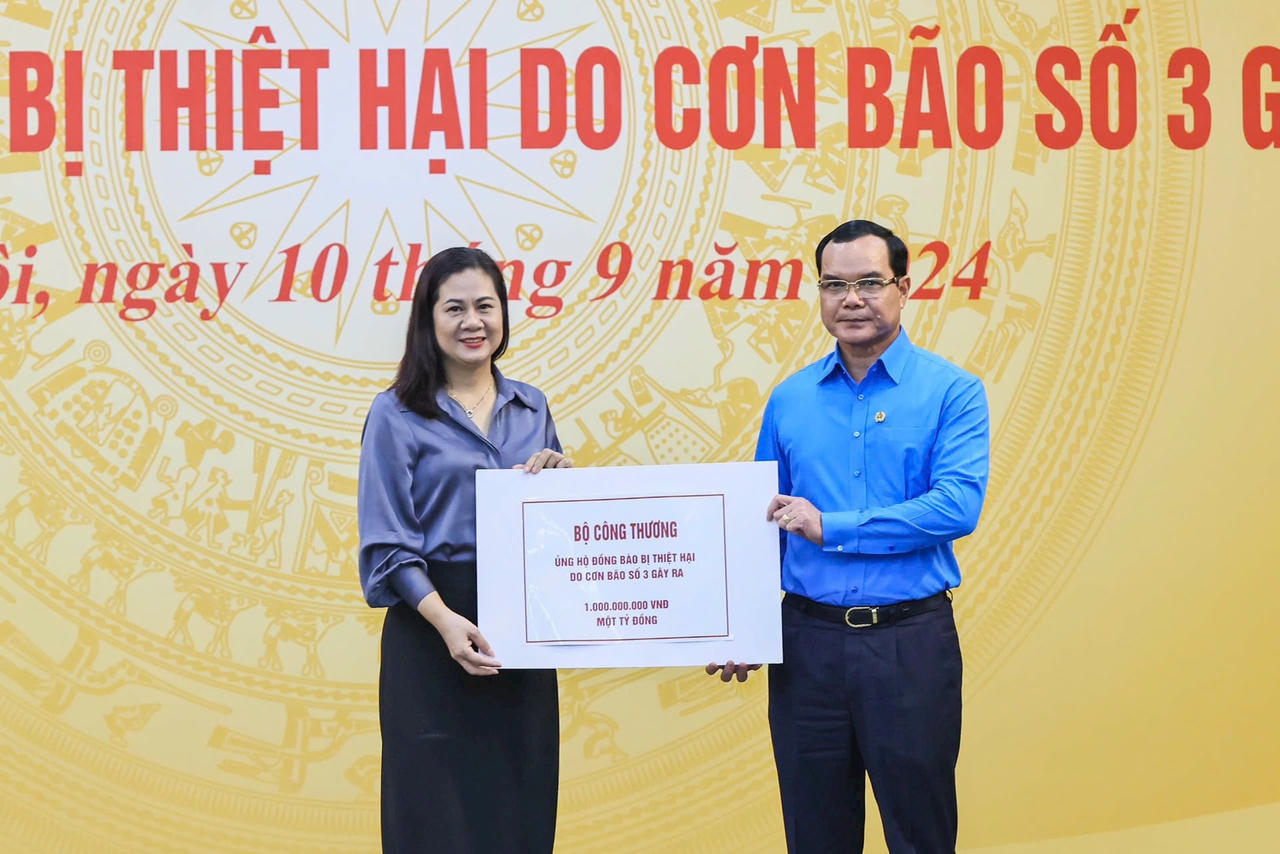 BỊ THIỆT HẠI DO CƠN BÃO SỐ 3 G
ngày 10 tháng 9 năm 2024
BỘ CÔNG THƯƠNG
ỦNG HỘ ĐỒNG BÀO BỊ THIỆT HẠI
DO CƠN BÃO SỐ 3 GÂY RA
1.000.000.000 VNĐ
MỘT TỶ ĐỒNG